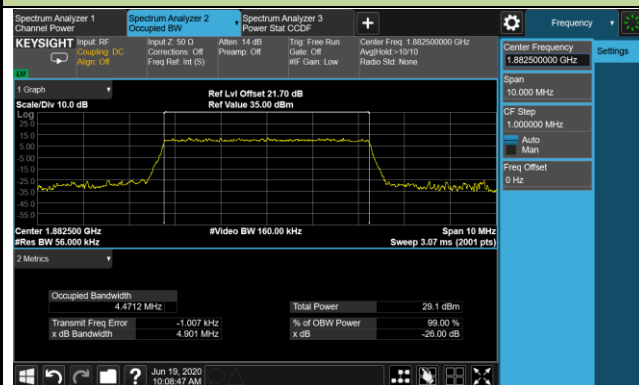 Spectrum Analyzer 1
Channel Power
Spectrum Analyzer 2
Occupied BW
Spectrum Analyzer 3
Power Stat CCDF
+
Frequency
KEYSIGHT
Input: RF
Coupling: DC
Align: Off
Input Z: 50 Ω
Corrections: Off
Freq Ref: Int (S)
Atten: 14 dB
Preamp: Off
Trig: Free Run
Gate: Off
#IF Gain: Low
Center Freq: 1.882500000 GHz
Avg|Hold:>10/10
Radio Std: None
LXI
Center Frequency
1.882500000 GHz
Settings
Span
10.000 MHz
CF Step
1.000000 MHz
Auto
Man
Freq Offset
0 Hz
1 Graph
Scale/Div 10.0 dB
Ref Lvl Offset 21.70 dB
Ref Value 35.00 dBm
Log
25.0
15.0
5.00
-5.00
-15.0
-25.0
-35.0
-45.0
-55.0
Center 1.882500 GHz
#Res BW 56.000 kHz
#Video BW 160.00 kHz
Span 10 MHz
Sweep 3.07 ms (2001 pts)
2 Metrics
Occupied Bandwidth
4.4712 MHz
Total Power
29.1 dBm
Transmit Freq Error
-1.007 kHz
% of OBW Power
99.00 %
x dB Bandwidth
4.901 MHz
x dB
-26.00 dB
?
Jun 19, 2020
10:08:47 AM